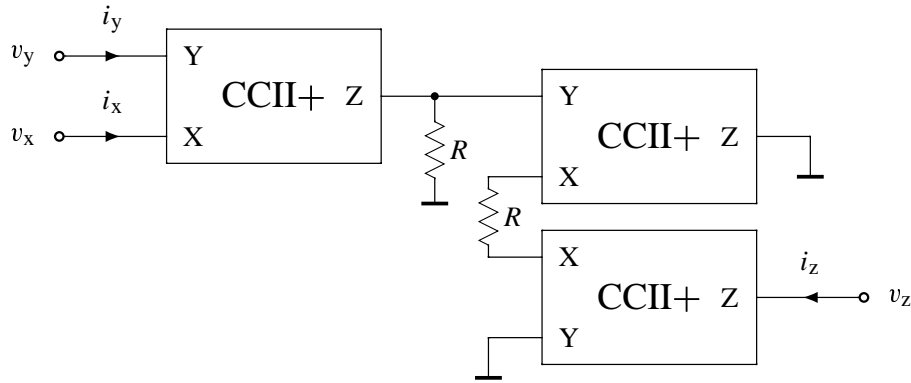 i_y
v_y
Y
CCII+
Z
i_x
v_x
X
R
Y
CCII+
Z
X
R
X
CCII+
Z
i_z
v_z
Y